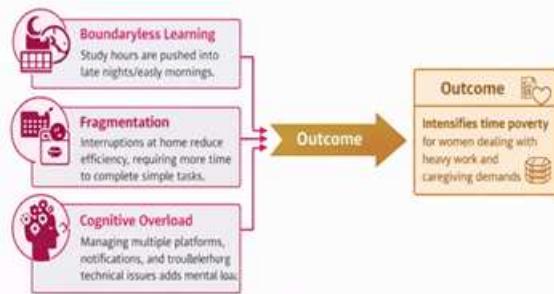 Boundaryless Learning
Study hours are pushed into
late nights/easly mornings.
Fragmentation
Interruptions at home reduce
efficiency, requiring more time
to complete simple tasks.
Cognitive Overload
Managing multiple platforms,
notifications, and
technical issues adds mental
Outcome
Outcome
Intensifies time poverty
for women dealing with
heavy work and
caregiving demands